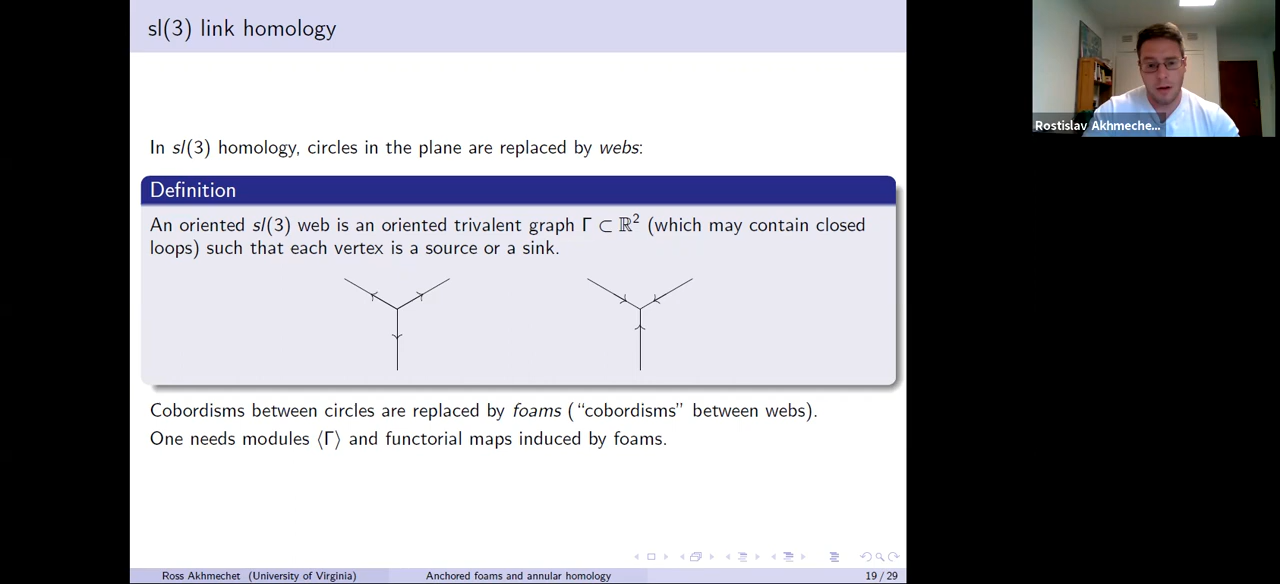 sl(3) link homology
In sl(3) homology, circles in the plane are replaced by webs:
Definition
An oriented sl(3) web is an oriented trivalent graph Γ ⊂ ℝ² (which may contain closed
loops) such that each vertex is a source or a sink.
Cobordisms between circles are replaced by foams (“cobordisms” between webs).
One needs modules ⟨Γ⟩ and functorial maps induced by foams.
Ross Akhmechet (University of Virginia)
Anchored foams and annular homology
19 / 29
Rostislav Akhmeche...